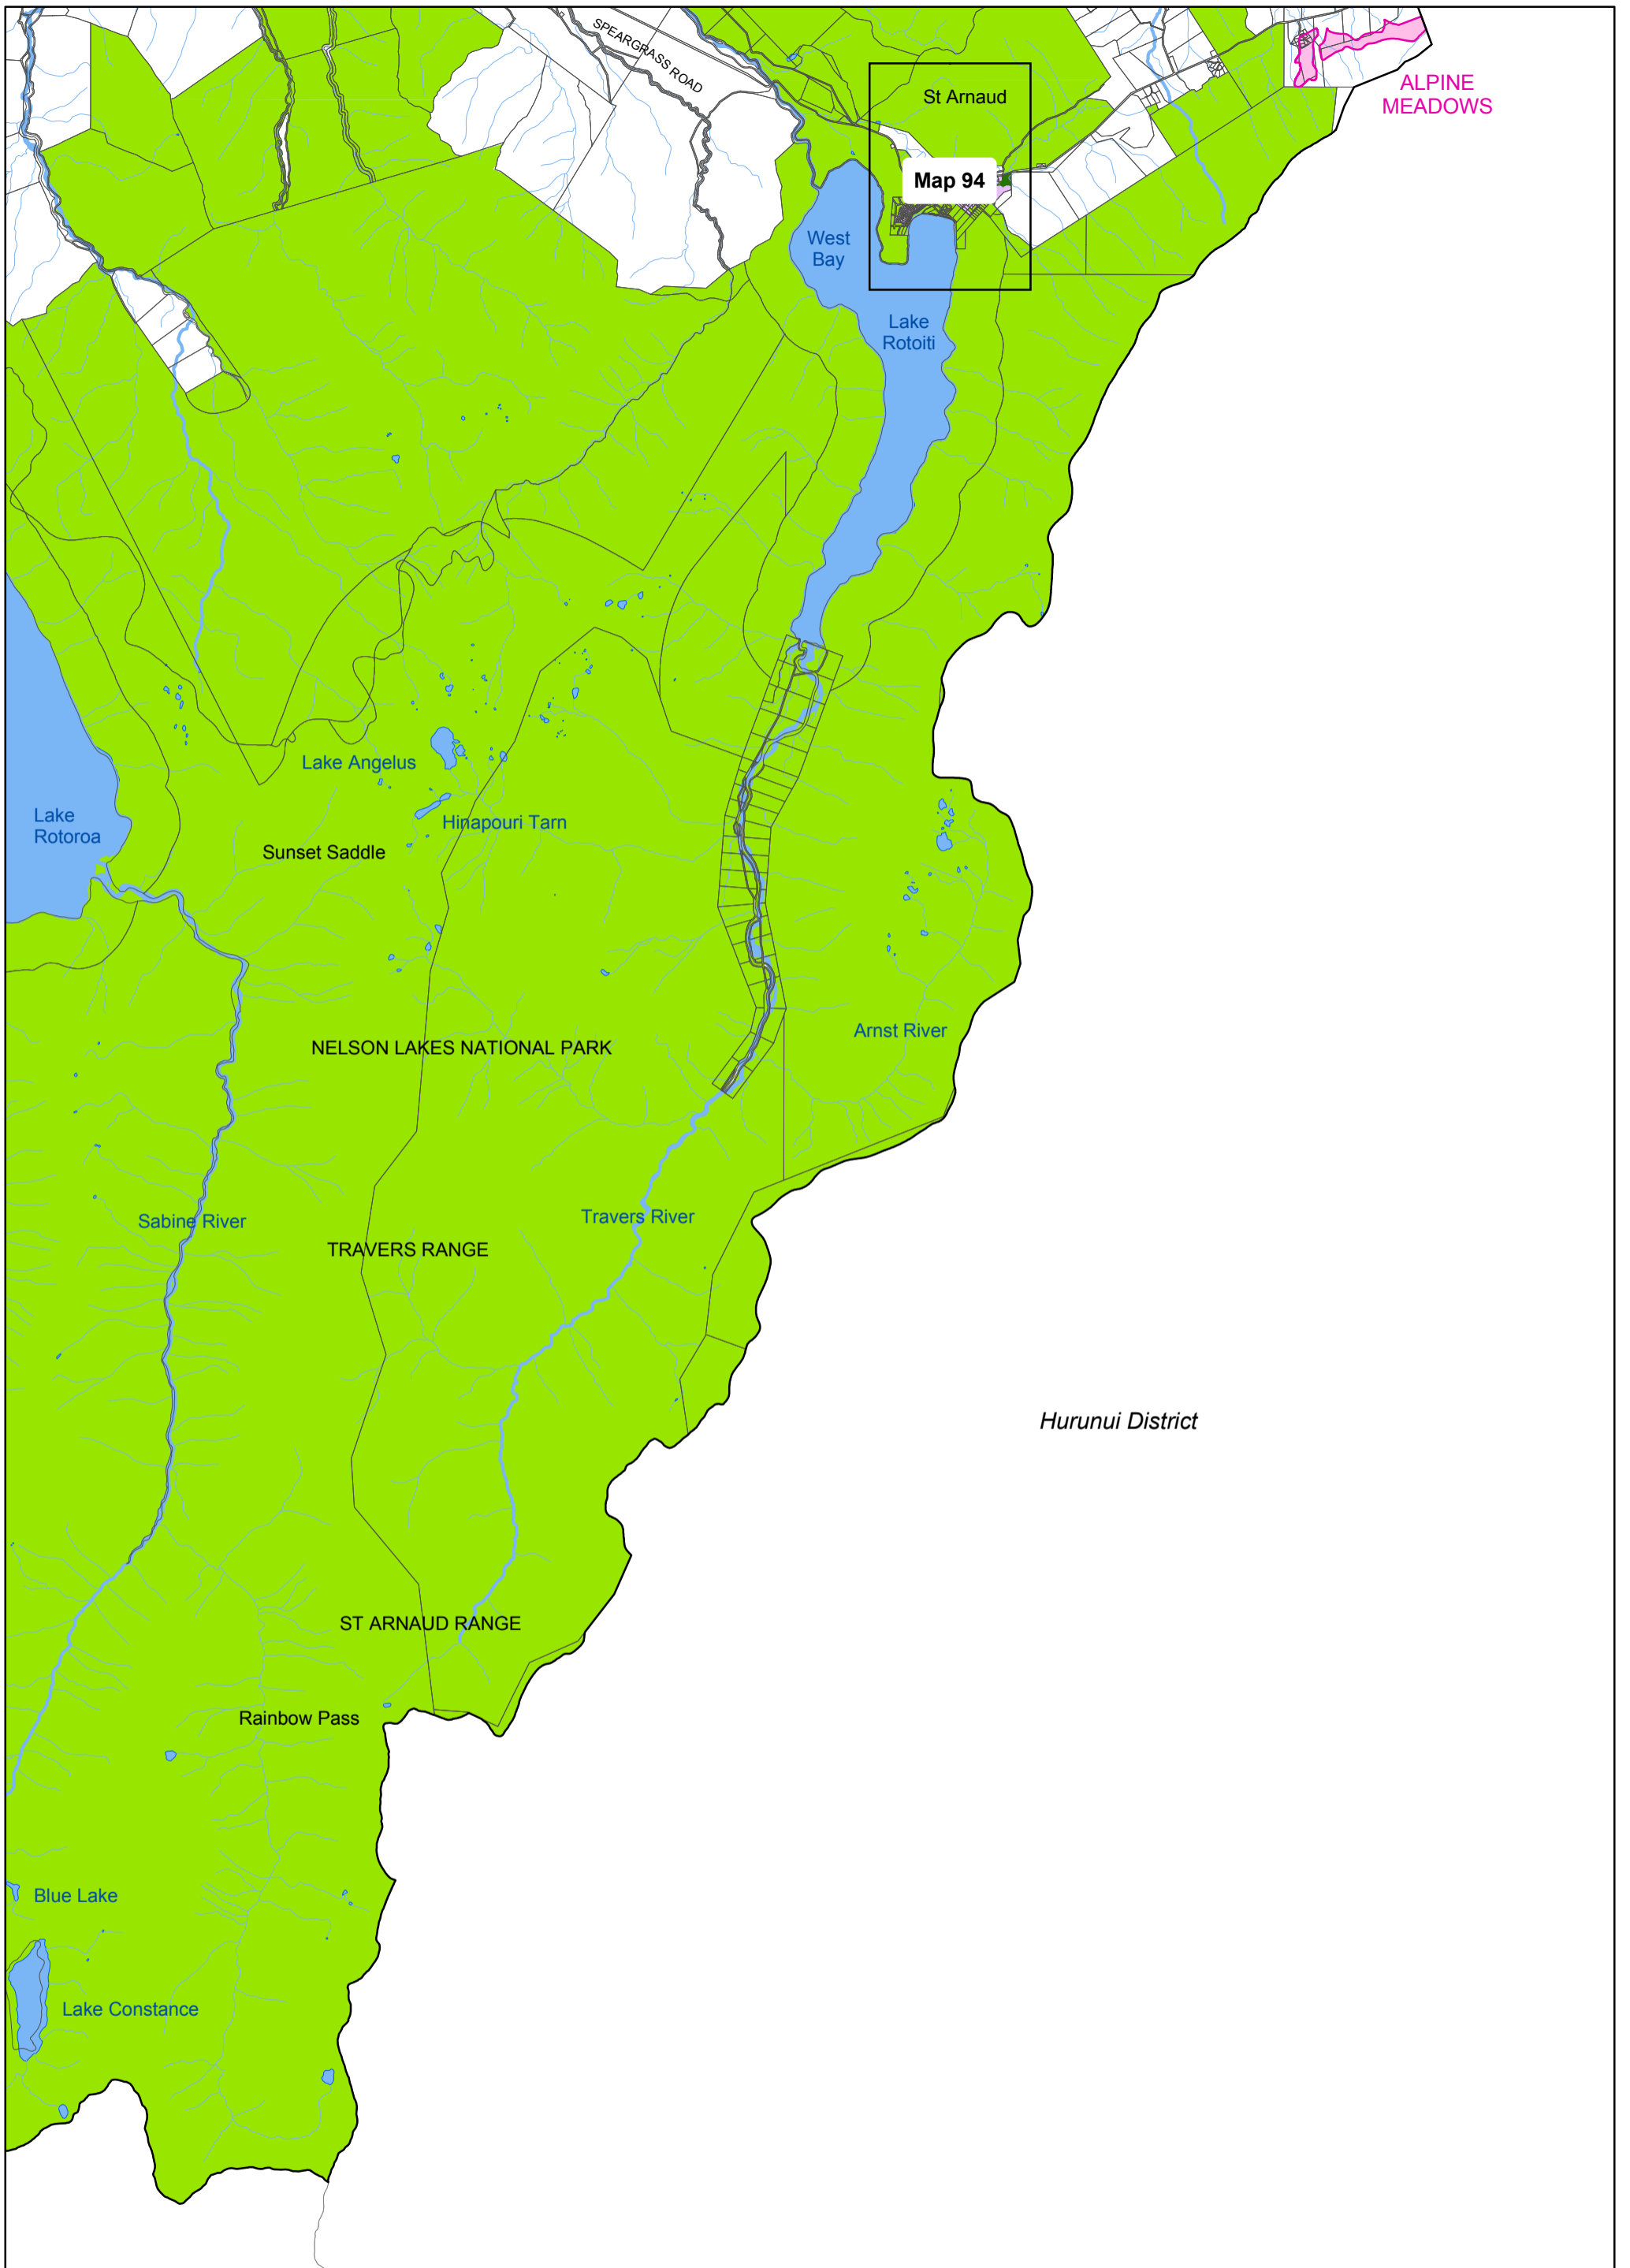 SPEARGRASS ROAD
ALPINE
MEADOWS
St Arnaud
Map 94
West
Bay
Lake
Rotoiti
Lake Angelus
Lake
Rotoroa
Hinapouri Tarn
Sunset Saddle
Arnst River
NELSON LAKES NATIONAL PARK
Sabine River
Travers River
TRAVERS RANGE
Hurunui District
ST ARNAUD RANGE
Rainbow Pass
Blue Lake
Lake Constance